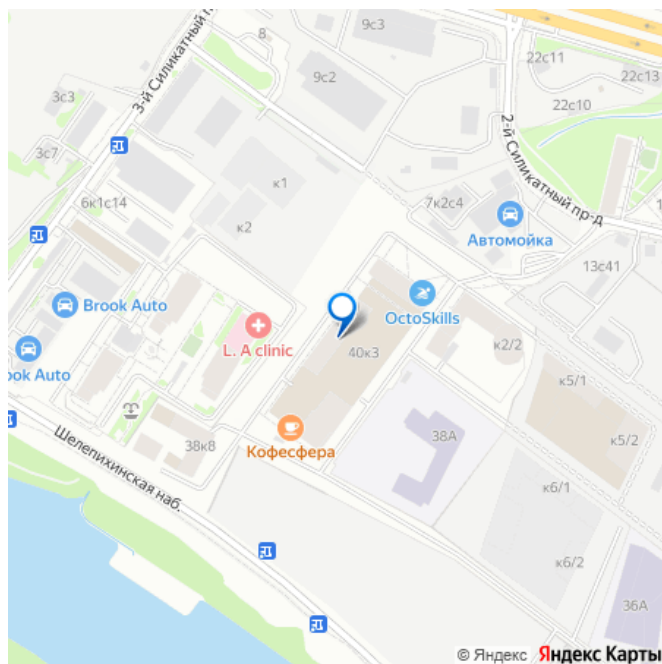 9с3
8
22с11
22с13
9с2
3-й Силикатный п
3с3
22с10
2-й Силикатный пр-д
3с7
к1
6к1с14
7к2с4
к2
Автомойка
13с41
Brook Auto
OctoSkills
L. A clinic
40к3
к2/2
ook Auto
к5/1
38к8
Кофесфера
38А
к5/2
Шелепихинская наб.
к6/1
к6/2
36А
© Яндекс Яндекс Карты